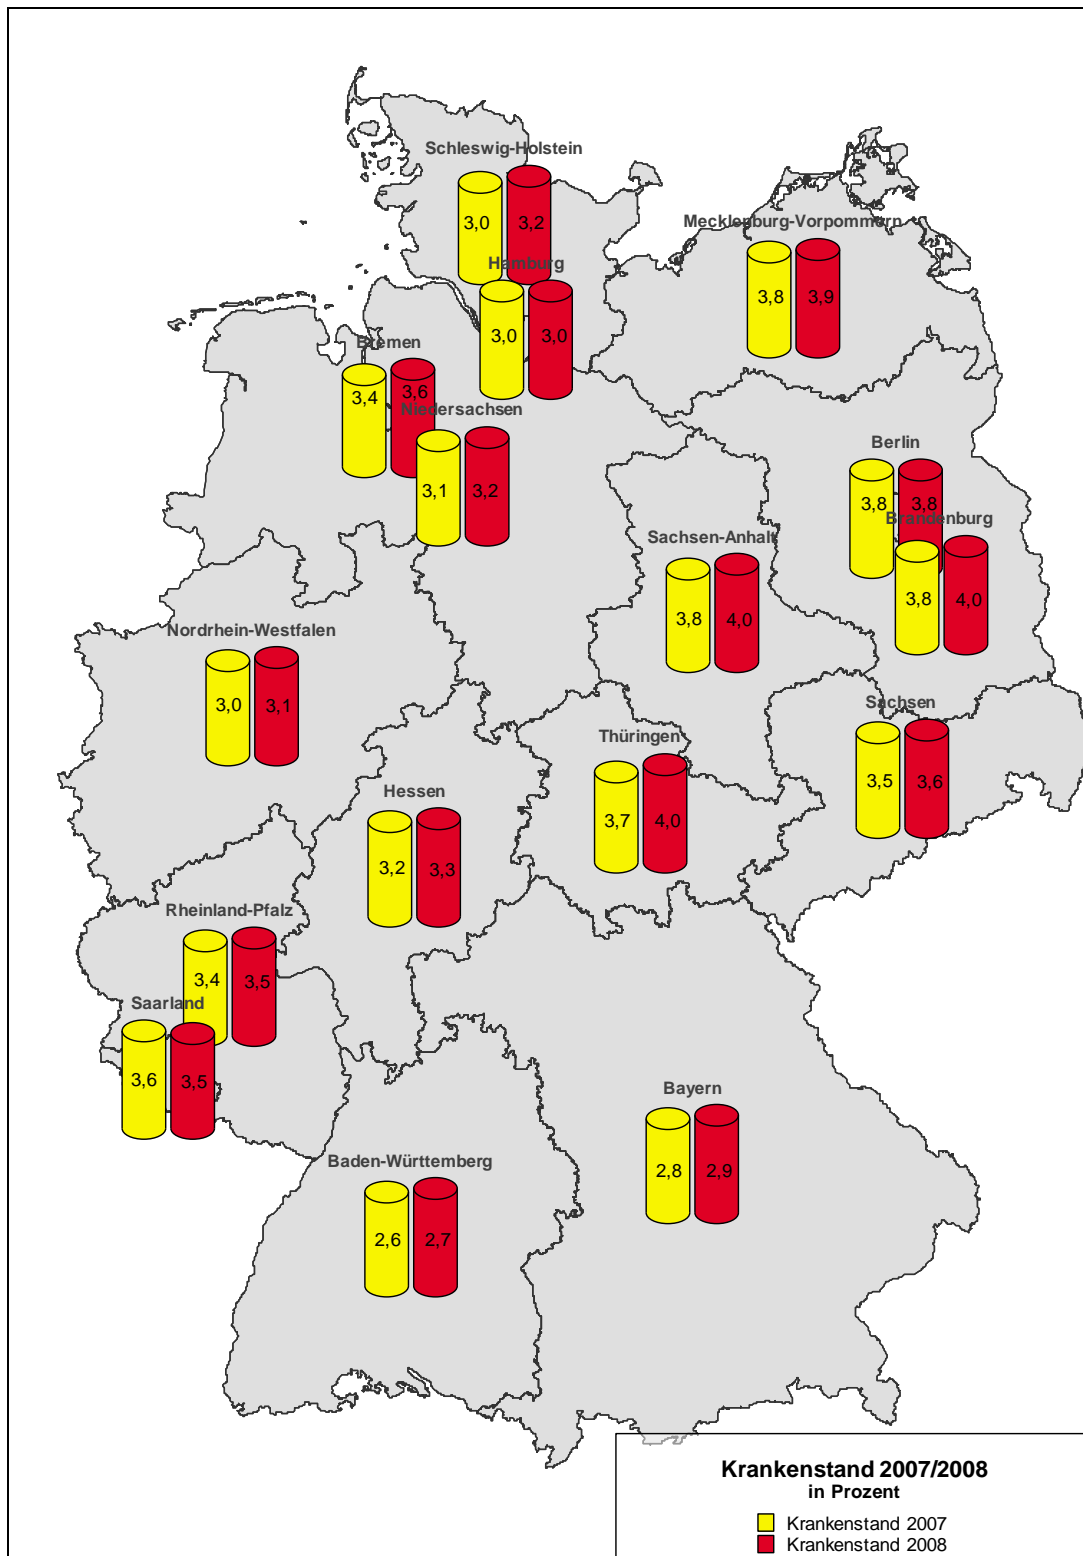 Schleswig-Holstein
3,0 3,2
Mecklenburg-Vorpommern
3,8 3,9
Hamburg
3,0 3,0
Bremen
3,4 3,6
Niedersachsen
3,1 3,2
Berlin
3,8 3,8
Brandenburg
3,8 4,0
Sachsen-Anhalt
3,8 4,0
Nordrhein-Westfalen
3,0 3,1
Sachsen
3,5 3,6
Thüringen
3,7 4,0
Hessen
3,2 3,3
Rheinland-Pfalz
3,4 3,5
Saarland
3,6 3,5
Bayern
2,8 2,9
Baden-Württemberg
2,6 2,7
Krankenstand 2007/2008
in Prozent
Krankenstand 2007
Krankenstand 2008